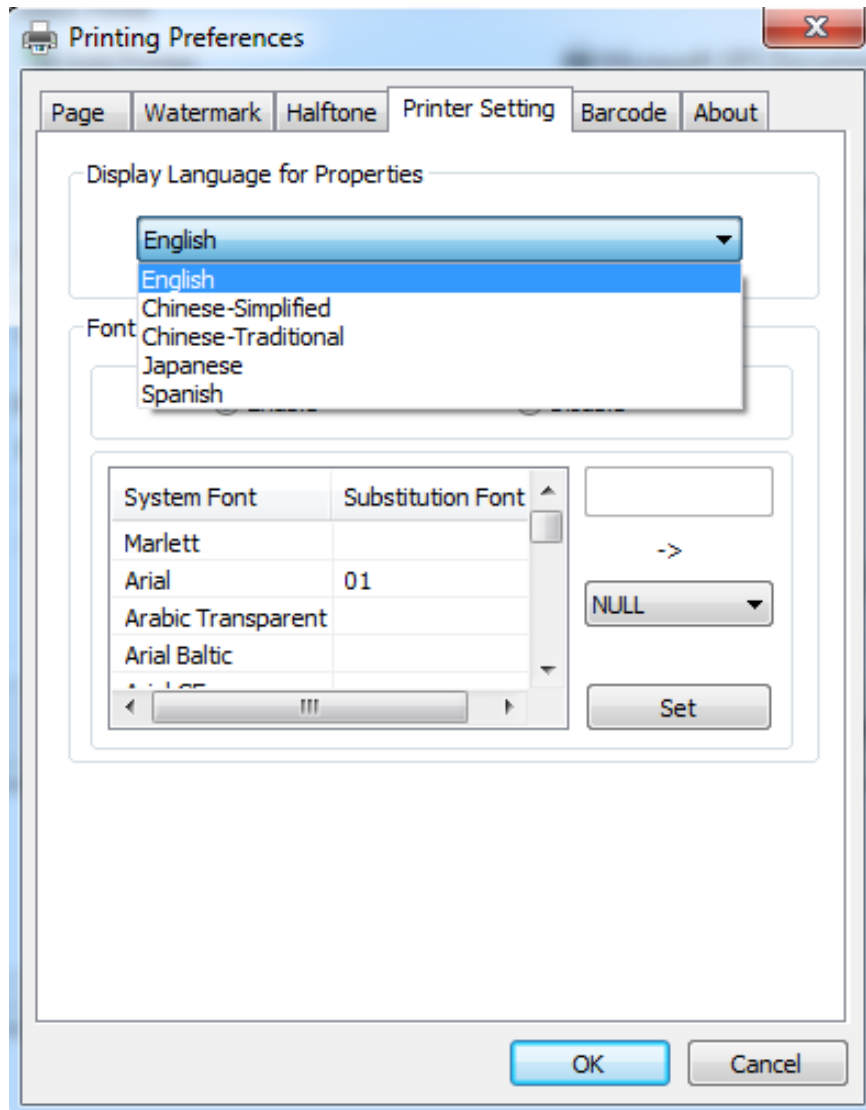 Printing Preferences
Page Watermark Halftone Printer Setting Barcode About
Display Language for Properties
English
English
Chinese-Simplified
Font
Chinese-Traditional
Japanese
Spanish
System Font Substitution Font
Marlett
->
Arial 01
NULL
Arabic Transparent
Arial Baltic
Set
OK Cancel